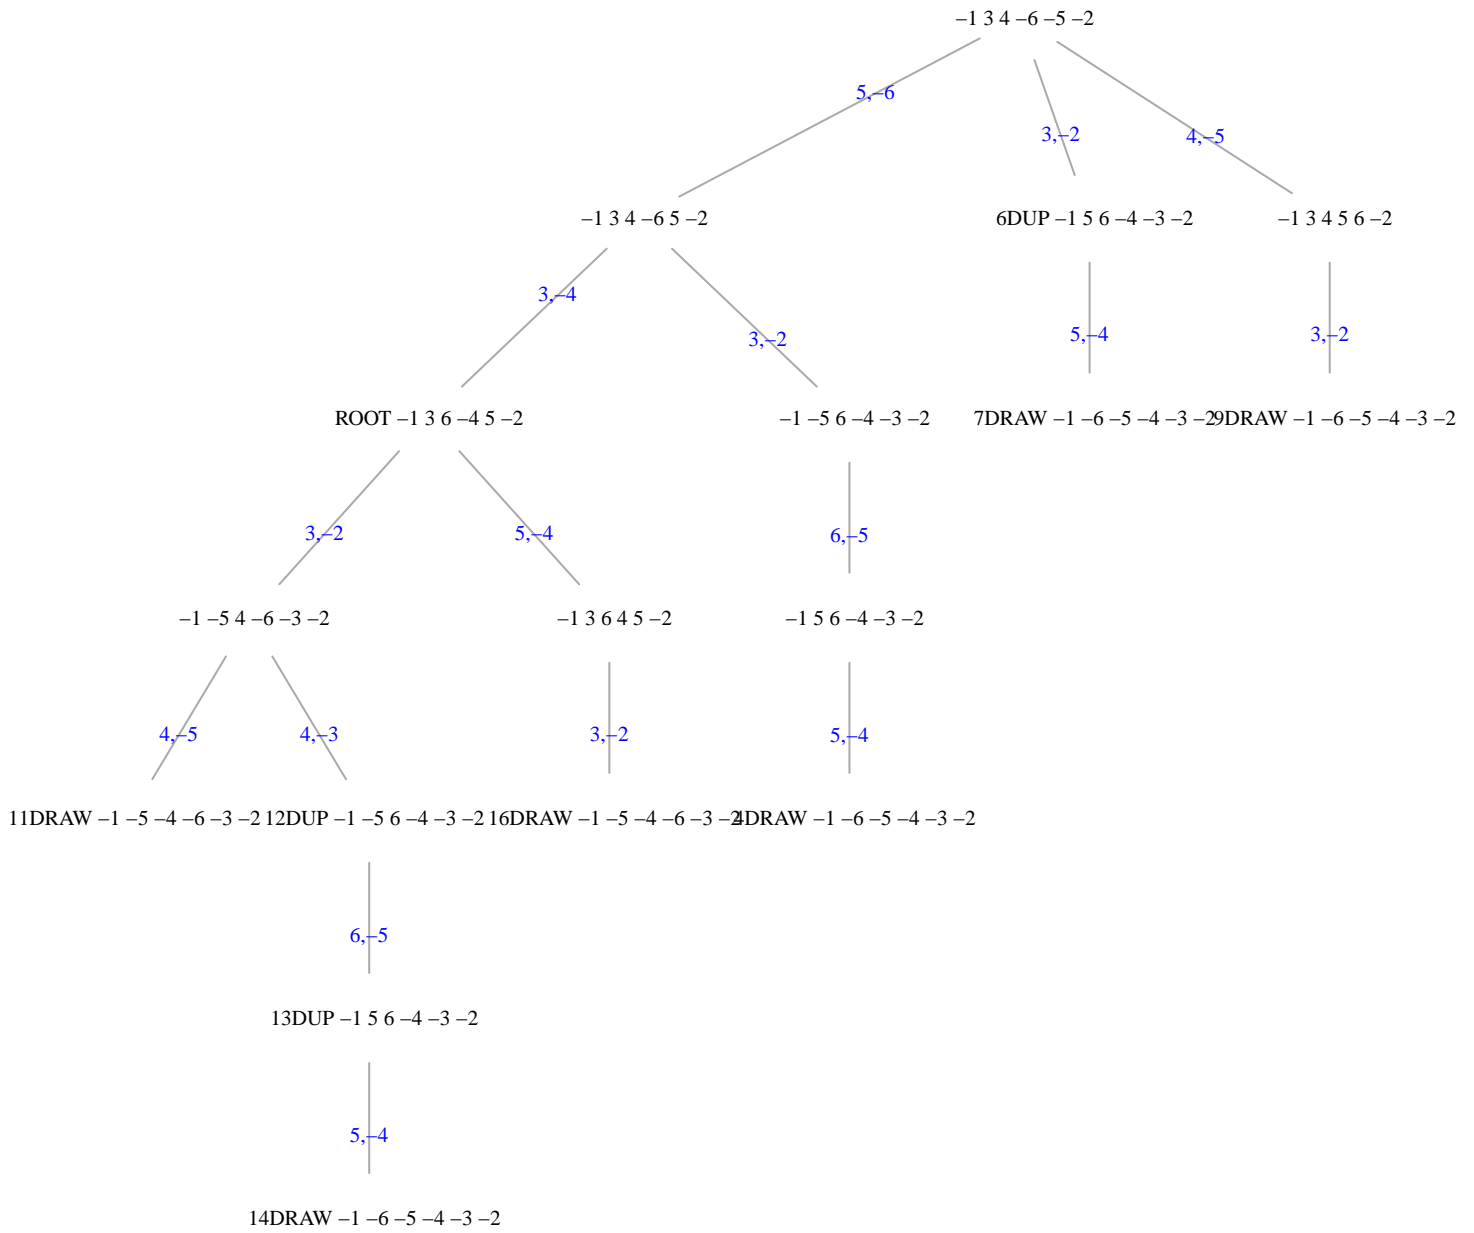 –1 3 4 –6 –5 –2
5,–6
3,–2
4,–5
–1 3 4 –6 5 –2
6DUP –1 5 6 –4 –3 –2
–1 3 4 5 6 –2
3,–4
3,–2
5,–4
3,–2
ROOT –1 3 6 –4 5 –2
–1 –5 6 –4 –3 –2
7DRAW –1 –6 –5 –4 –3 –2
9DRAW –1 –6 –5 –4 –3 –2
3,–2
5,–4
6,–5
–1 –5 4 –6 –3 –2
–1 3 6 4 5 –2
–1 5 6 –4 –3 –2
4,–5
4,–3
3,–2
5,–4
11DRAW –1 –5 –4 –6 –3 –2
12DUP –1 –5 6 –4 –3 –2
16DRAW –1 –5 –4 –6 –3 –2
4DRAW –1 –6 –5 –4 –3 –2
6,–5
13DUP –1 5 6 –4 –3 –2
5,–4
14DRAW –1 –6 –5 –4 –3 –2